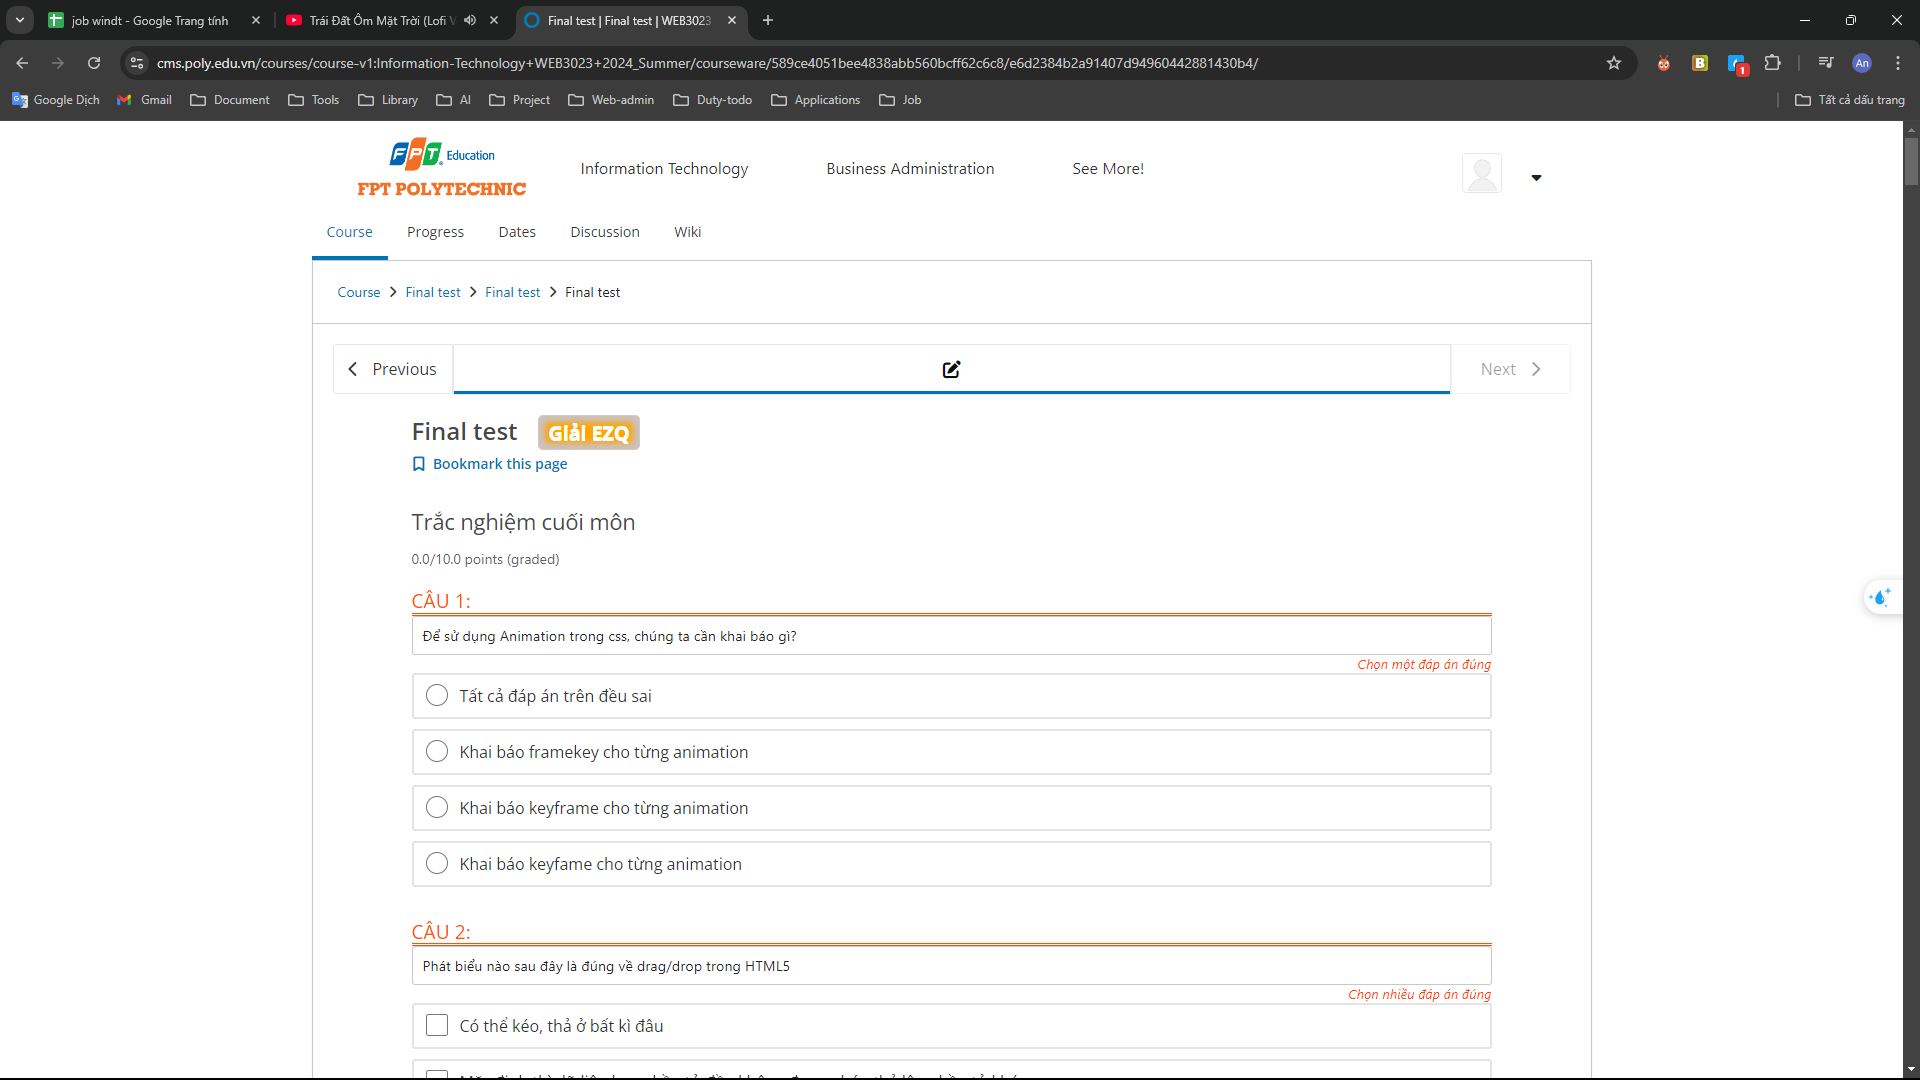 job windt - Google Trang tính
Trái Đất Ôm Mặt Trời (Lofi V
Final test | Final test | WEB3023
cms.poly.edu.vn/courses/course-v1:Information-Technology+WEB3023+2024_Summer/courseware/589ce4051bee4838abb560bcff62c6c8/e6d2384b2a91407d94960442881430b4/
B
1
An
Google Dịch
Gmail
Document
Tools
Library
AI
Project
Web-admin
Duty-todo
Applications
Job
Tất cả dấu trang
FPT Education
FPT POLYTECHNIC
Information Technology
Business Administration
See More!
Course
Progress
Dates
Discussion
Wiki
Course > Final test > Final test > Final test
Previous
Next
Final test
Giải EZQ
Bookmark this page
Trắc nghiệm cuối môn
0.0/10.0 points (graded)
CÂU 1:
Để sử dụng Animation trong css, chúng ta cần khai báo gì?
Chọn một đáp án đúng
Tất cả đáp án trên đều sai
Khai báo framekey cho từng animation
Khai báo keyframe cho từng animation
Khai báo keyfame cho từng animation
CÂU 2:
Phát biểu nào sau đây là đúng về drag/drop trong HTML5
Chọn nhiều đáp án đúng
Có thể kéo, thả ở bất kì đâu